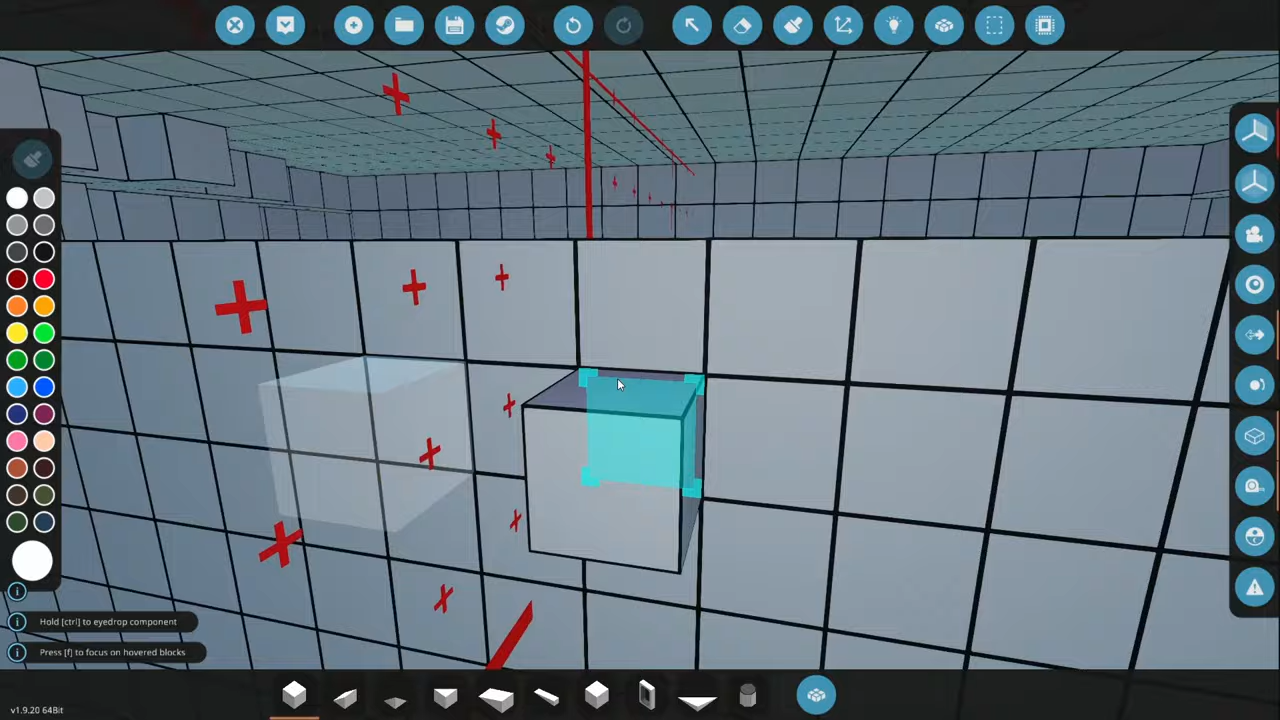 Hold [ctrl] to eyedrop component
Press [f] to focus on hovered blocks
v1.9.20 64Bit